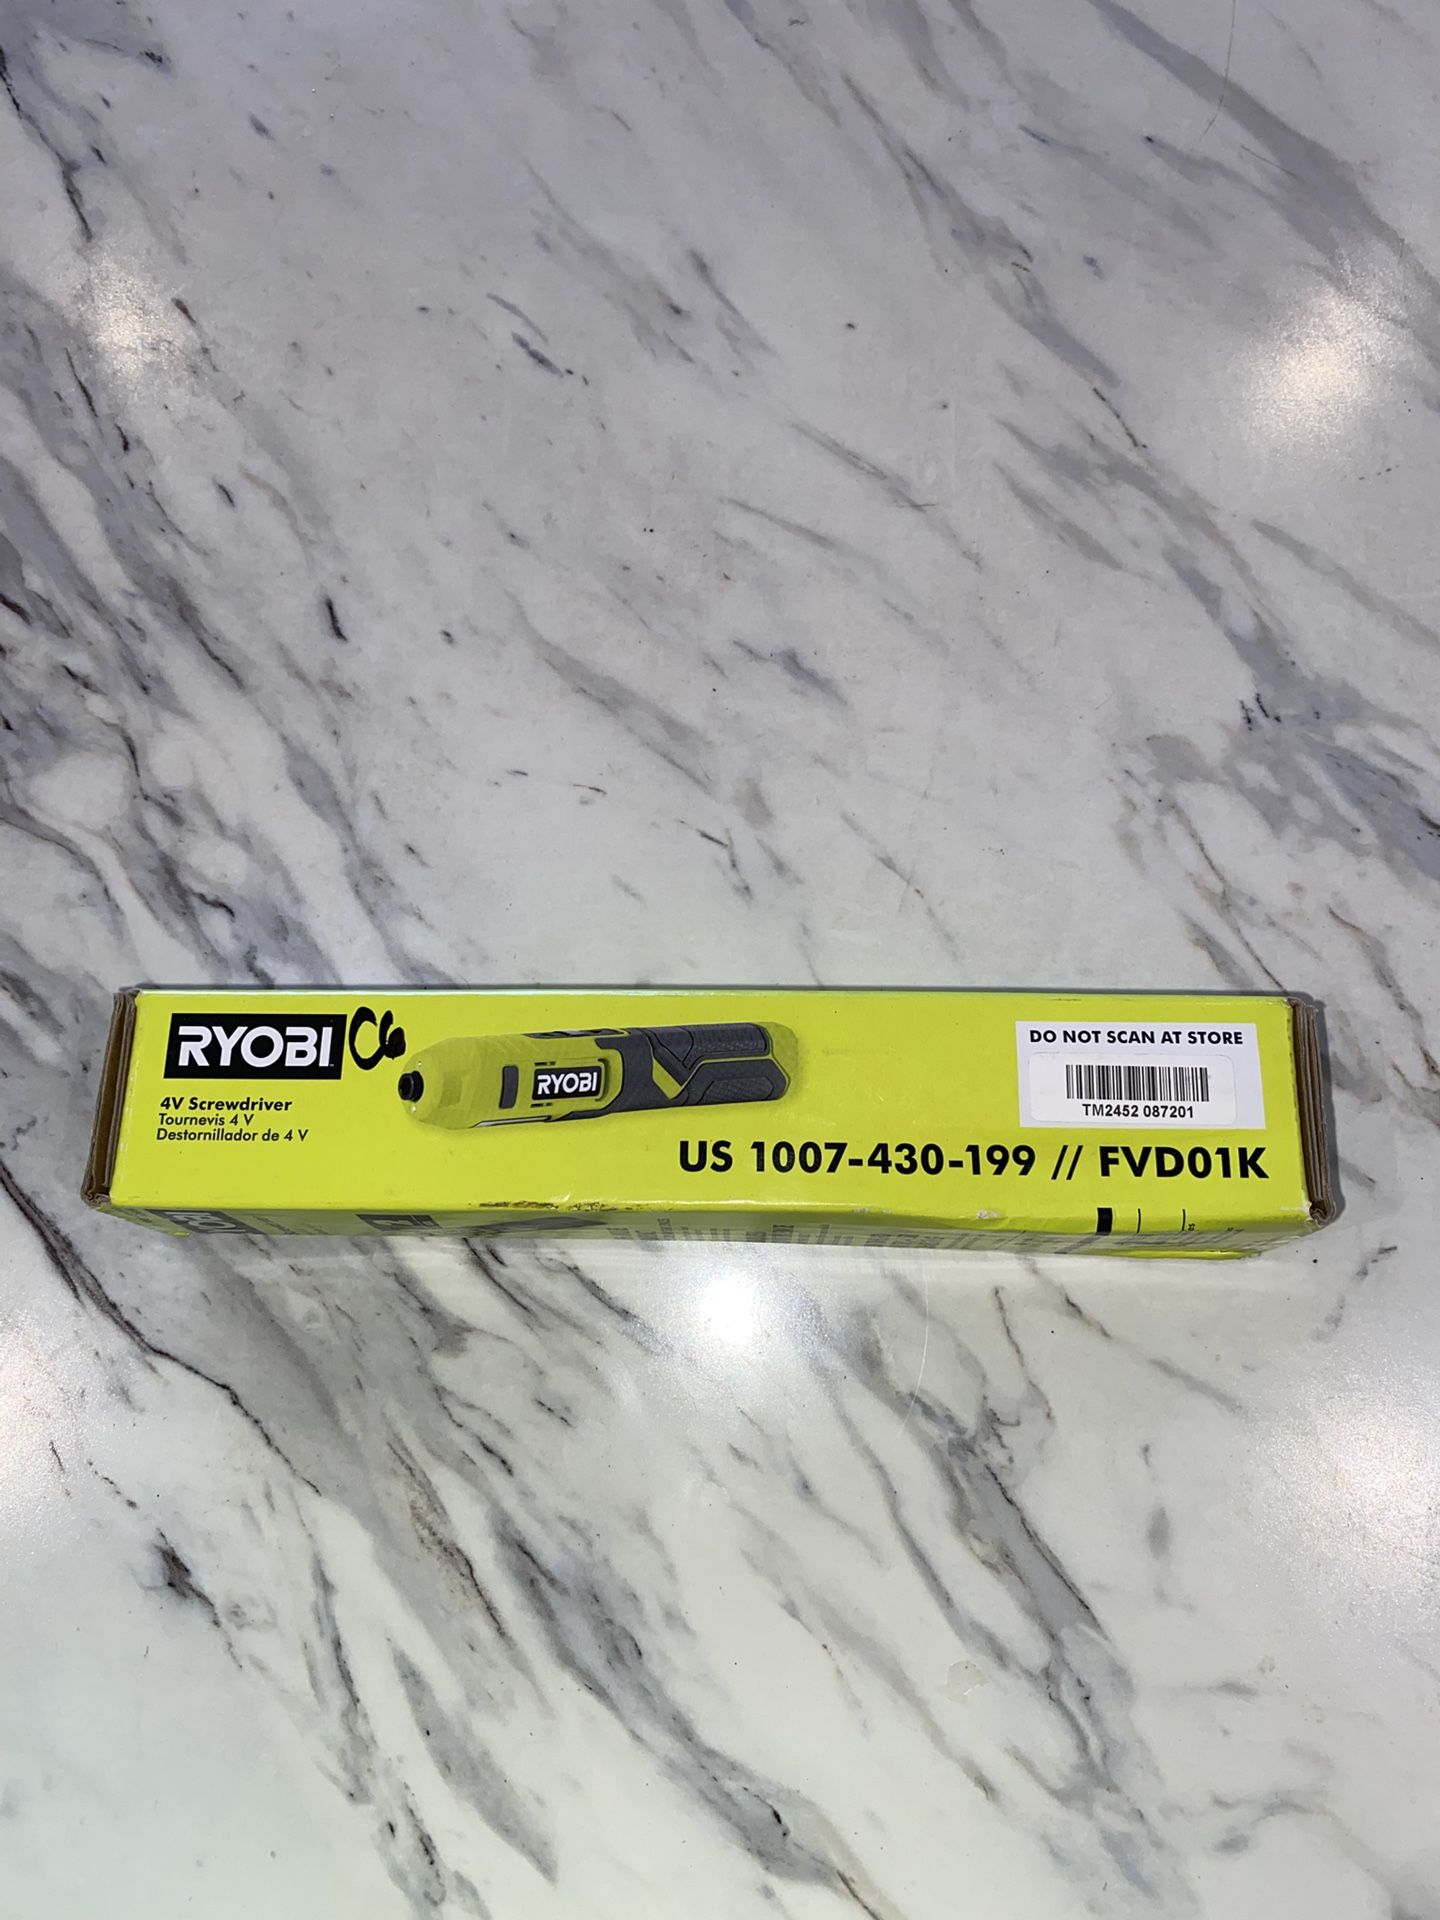 RYOBI C6
4V Screwdriver
Tournevis 4 V
Destornillador de 4 V
RYOBI
DO NOT SCAN AT STORE
TM2452 087201
US 1007-430-199 // FVD01K